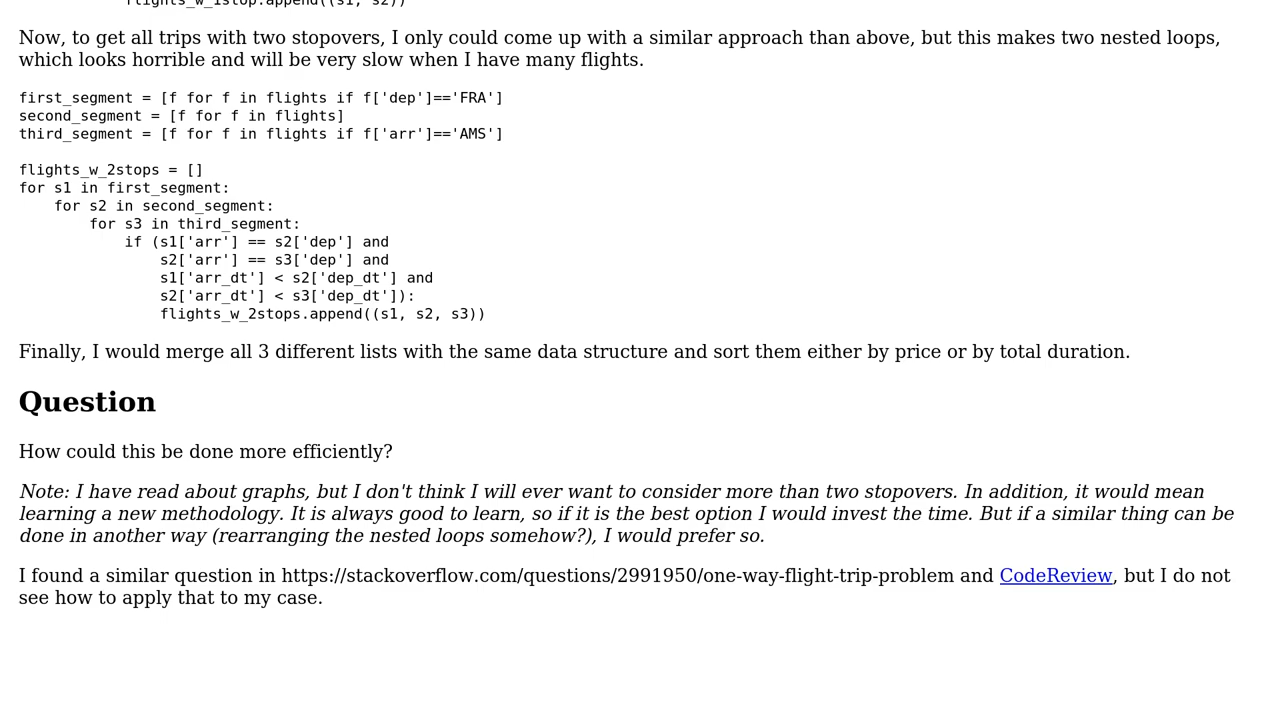 flights_w_1stop.append((s1, s2))
Now, to get all trips with two stopovers, I only could come up with a similar approach than above, but this makes two nested loops,
which looks horrible and will be very slow when I have many flights.
first_segment = [f for f in flights if f['dep']=='FRA']
second_segment = [f for f in flights]
third_segment = [f for f in flights if f['arr']=='AMS']
flights_w_2stops = []
for s1 in first_segment:
    for s2 in second_segment:
        for s3 in third_segment:
            if (s1['arr'] == s2['dep'] and
                s2['arr'] == s3['dep'] and
                s1['arr_dt'] < s2['dep_dt'] and
                s2['arr_dt'] < s3['dep_dt']):
                flights_w_2stops.append((s1, s2, s3))
Finally, I would merge all 3 different lists with the same data structure and sort them either by price or by total duration.
Question
How could this be done more efficiently?
Note: I have read about graphs, but I don't think I will ever want to consider more than two stopovers. In addition, it would mean
learning a new methodology. It is always good to learn, so if it is the best option I would invest the time. But if a similar thing can be
done in another way (rearranging the nested loops somehow?), I would prefer so.
I found a similar question in https://stackoverflow.com/questions/2991950/one-way-flight-trip-problem and CodeReview, but I do not
see how to apply that to my case.